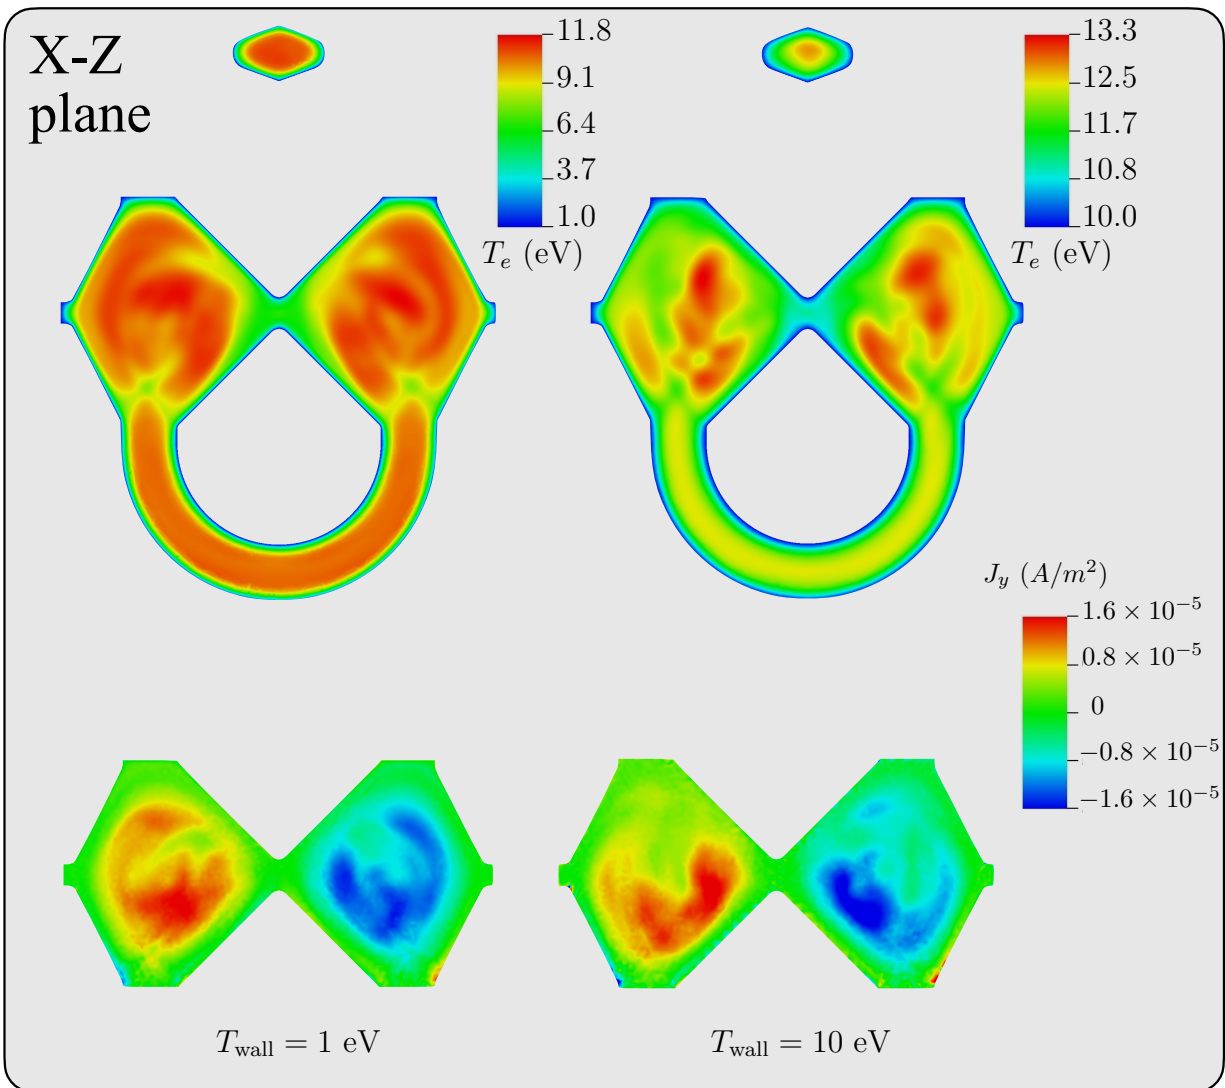 X-Z
plane
11.8
9.1
6.4
3.7
1.0
T_e (eV)
13.3
12.5
11.7
10.8
10.0
T_e (eV)
J_y (A/m²)
1.6 × 10⁻⁵
0.8 × 10⁻⁵
0
−0.8 × 10⁻⁵
−1.6 × 10⁻⁵
T_wall = 1 eV
T_wall = 10 eV